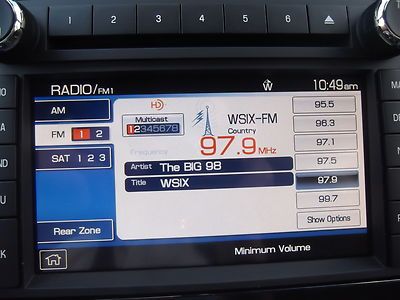 1 2 3 4 5 6
RADIO/FM1
W
10:49am
AM
FM 1 2
SAT 1 2 3
Rear Zone
HD
Multicast
12345678
WSIX-FM
Country
Frequency
97.9 MHz
Artist The BIG 98
Title WSIX
95.5
96.3
97.1
97.5
97.9
99.7
Show Options
Minimum Volume